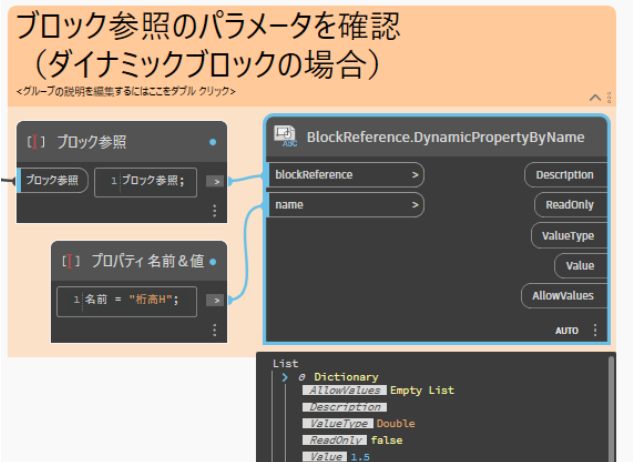 ブロック参照のパラメータを確認
（ダイナミックブロックの場合）
<グループの説明を編集するにはここをダブル クリック>
ブロック参照
ブロック参照
1 ブロック参照;
>
プロパティ名前＆値
1 名前 = "桁高H";
>
BlockReference.DynamicPropertyByName
blockReference >
name >
Description
ReadOnly
ValueType
Value
AllowValues
AUTO
List
0 Dictionary
AllowValues Empty List
Description
ValueType Double
ReadOnly false
Value 1.5